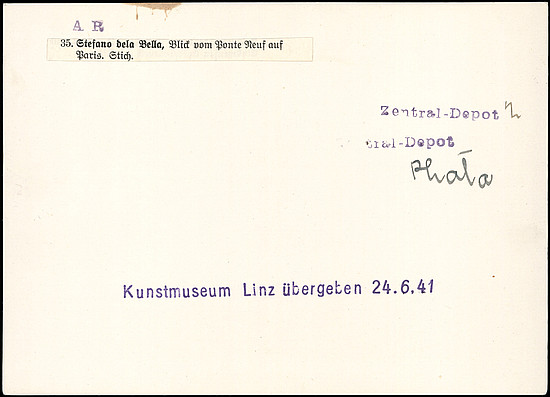 A R
35. Stefano dela Bella, Blick vom Ponte Neuf auf
Paris. Stich.
Zentral-Depot
tral-Depot
Kunstmuseum Linz übergeben 24.6.41